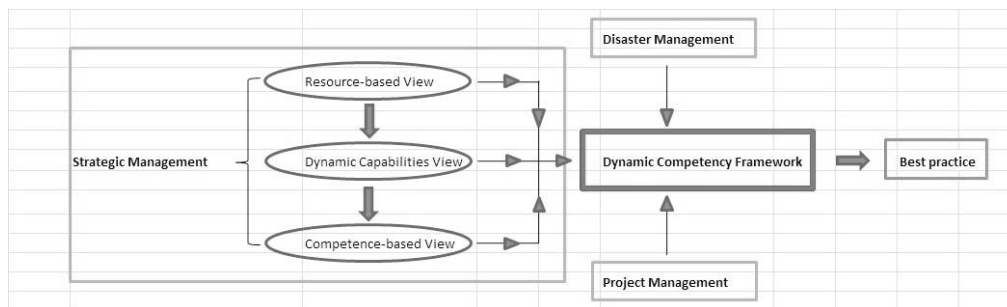 Disaster Management
Resource-based View
Strategic Management
Dynamic Capabilities View
Dynamic Competency Framework
Best practice
Competence-based View
Project Management